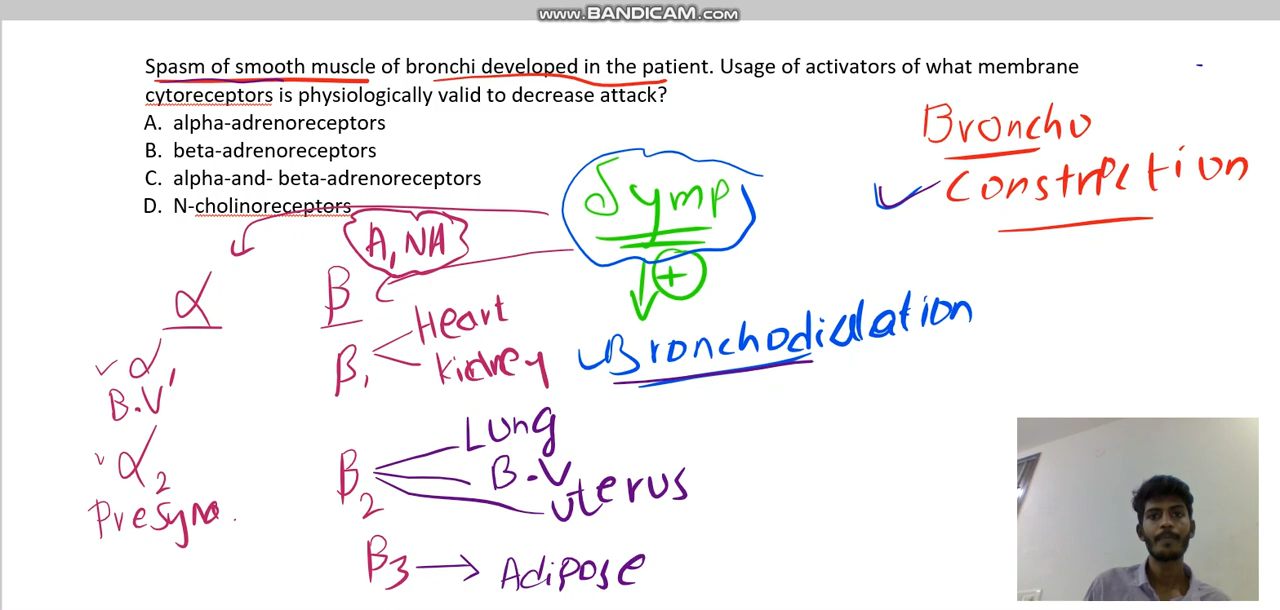 www.BANDICAM.com
Spasm of smooth muscle of bronchi developed in the patient. Usage of activators of what membrane
cytoreceptors is physiologically valid to decrease attack?
A. alpha-adrenoreceptors
B. beta-adrenoreceptors
C. alpha-and- beta-adrenoreceptors
D. N-cholinoreceptors
Broncho
Constriction
Symp
+
A, NA
α
β
Heart
β1
Kidney
Bronchodialation
α1
B.V
Lung
α2
β2
B.V
Uterus
Presyna.
β3 → Adipose